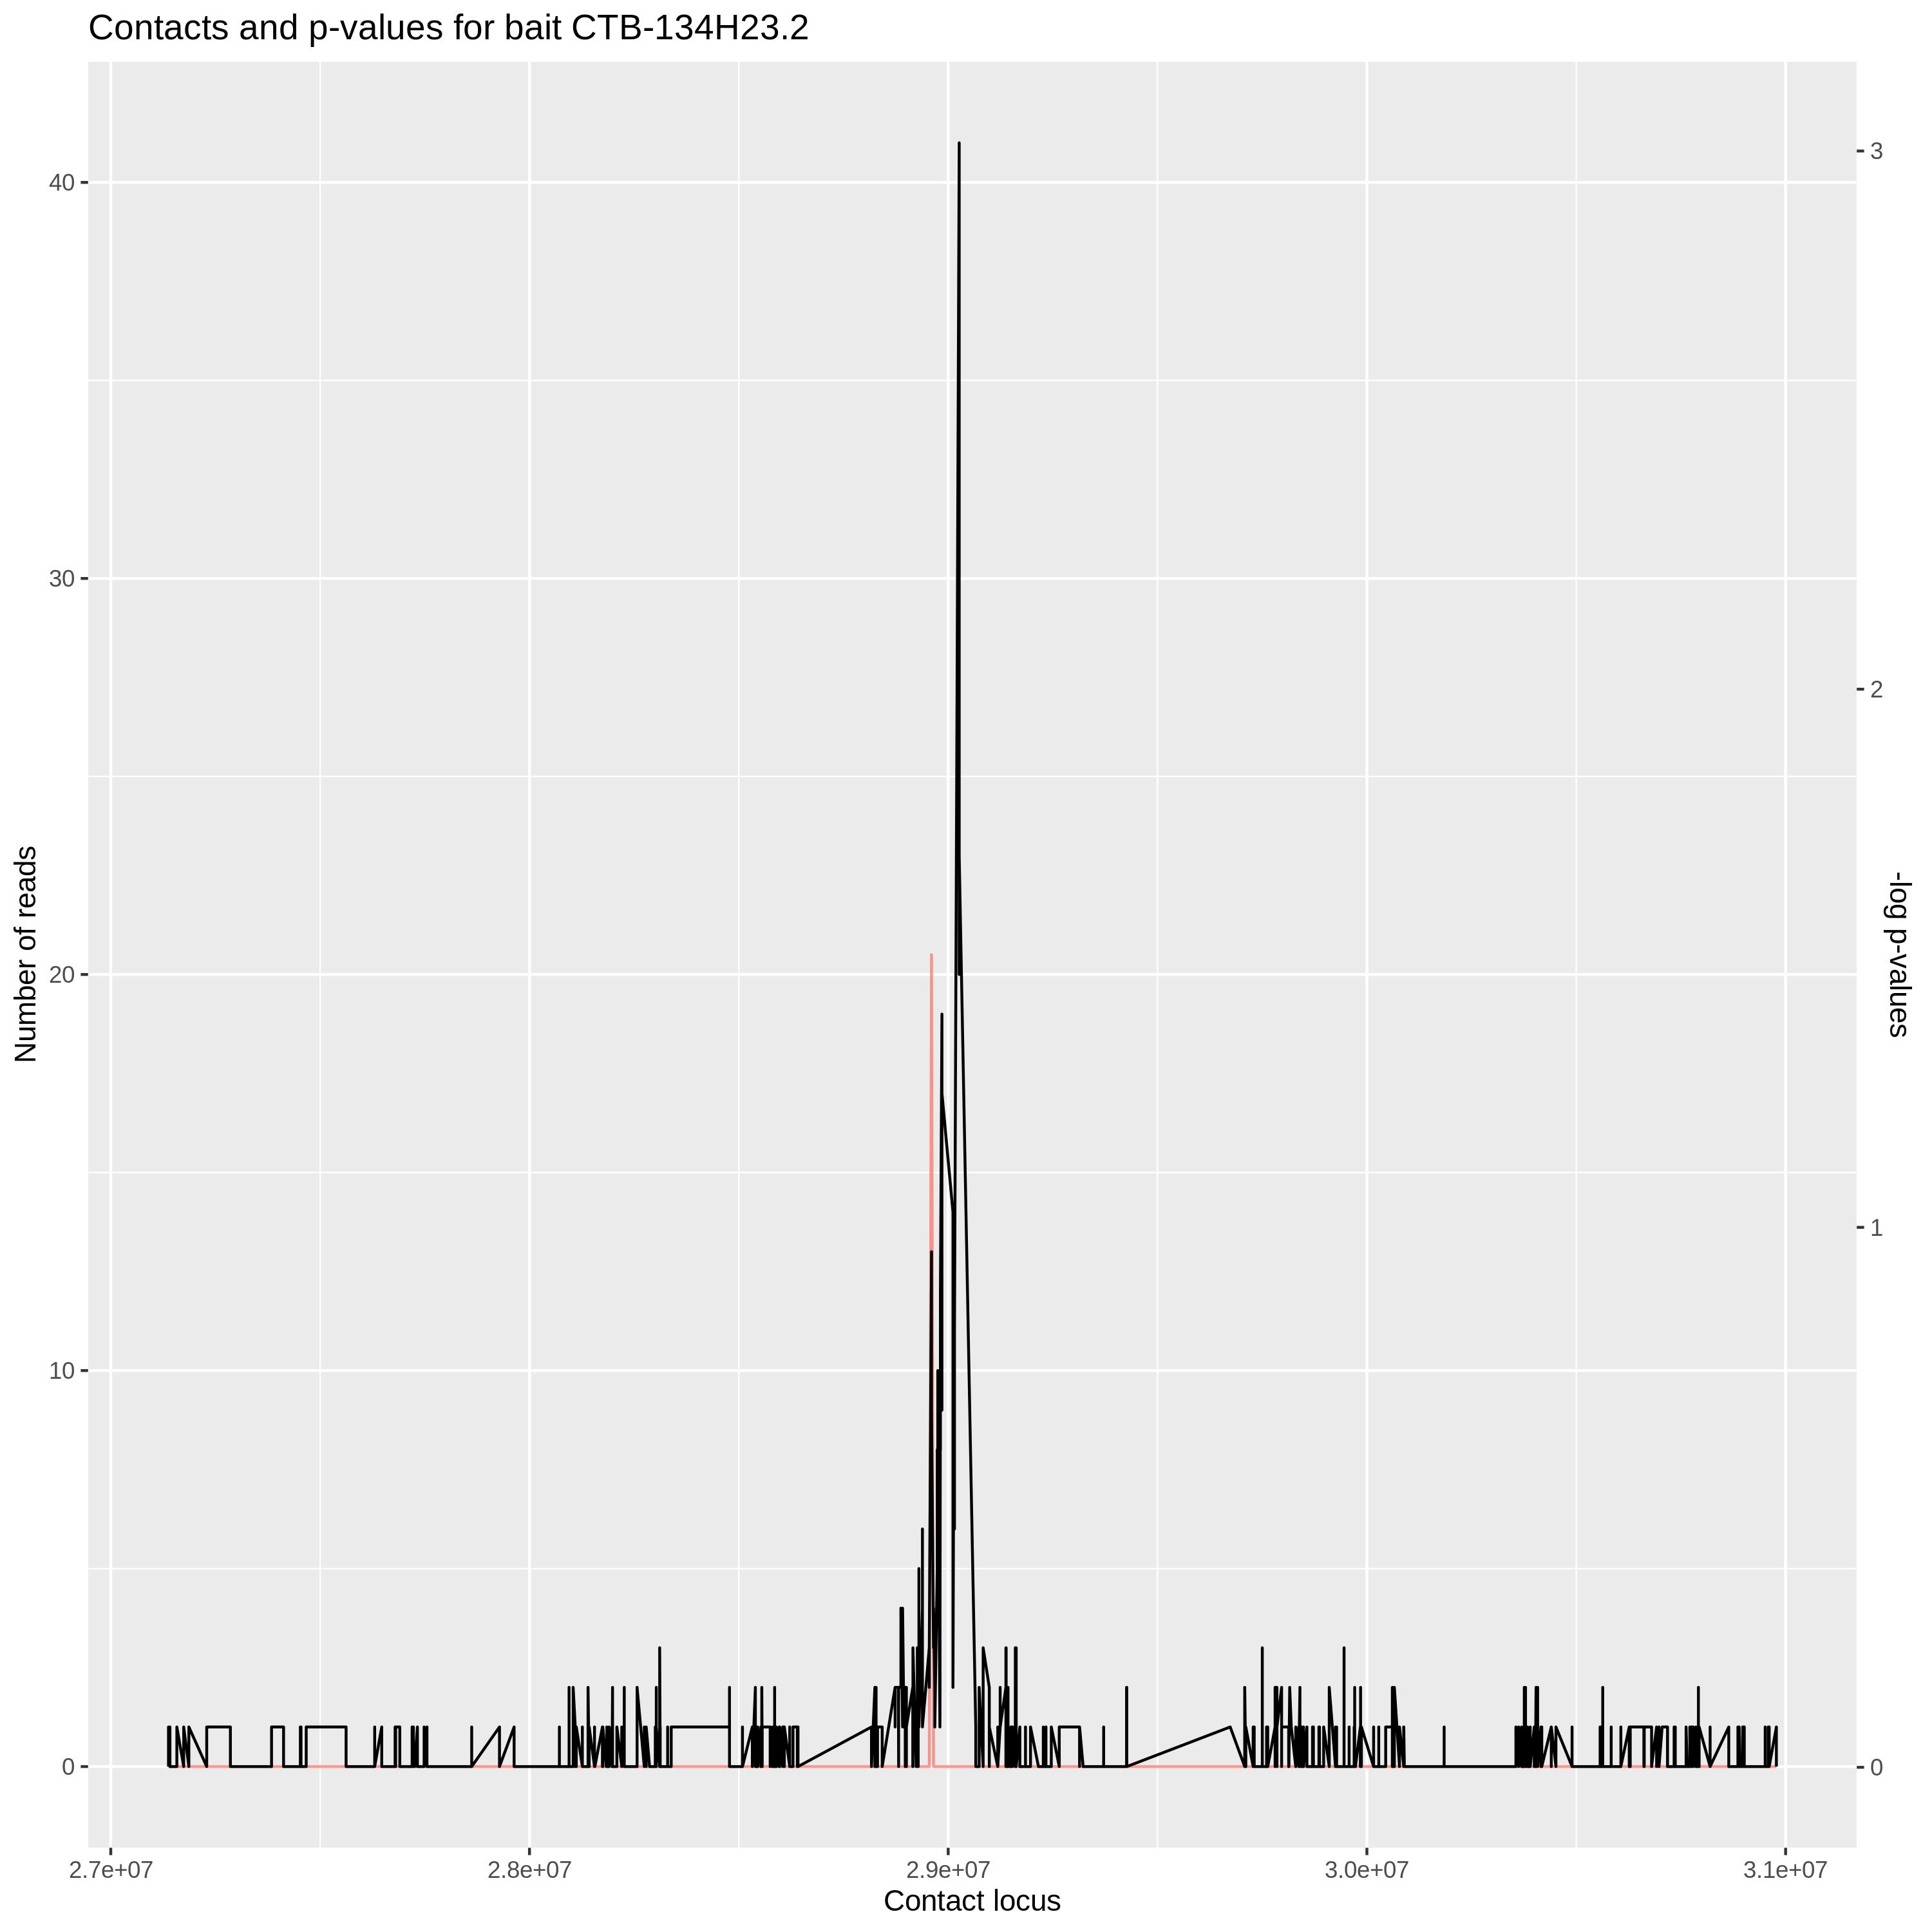 Contacts and p-values for bait CTB-134H23.2
Number of reads
40
30
20
10
0
3
2
1
0
-log p-values
2.7e+07 2.8e+07 2.9e+07 3.0e+07 3.1e+07
Contact locus